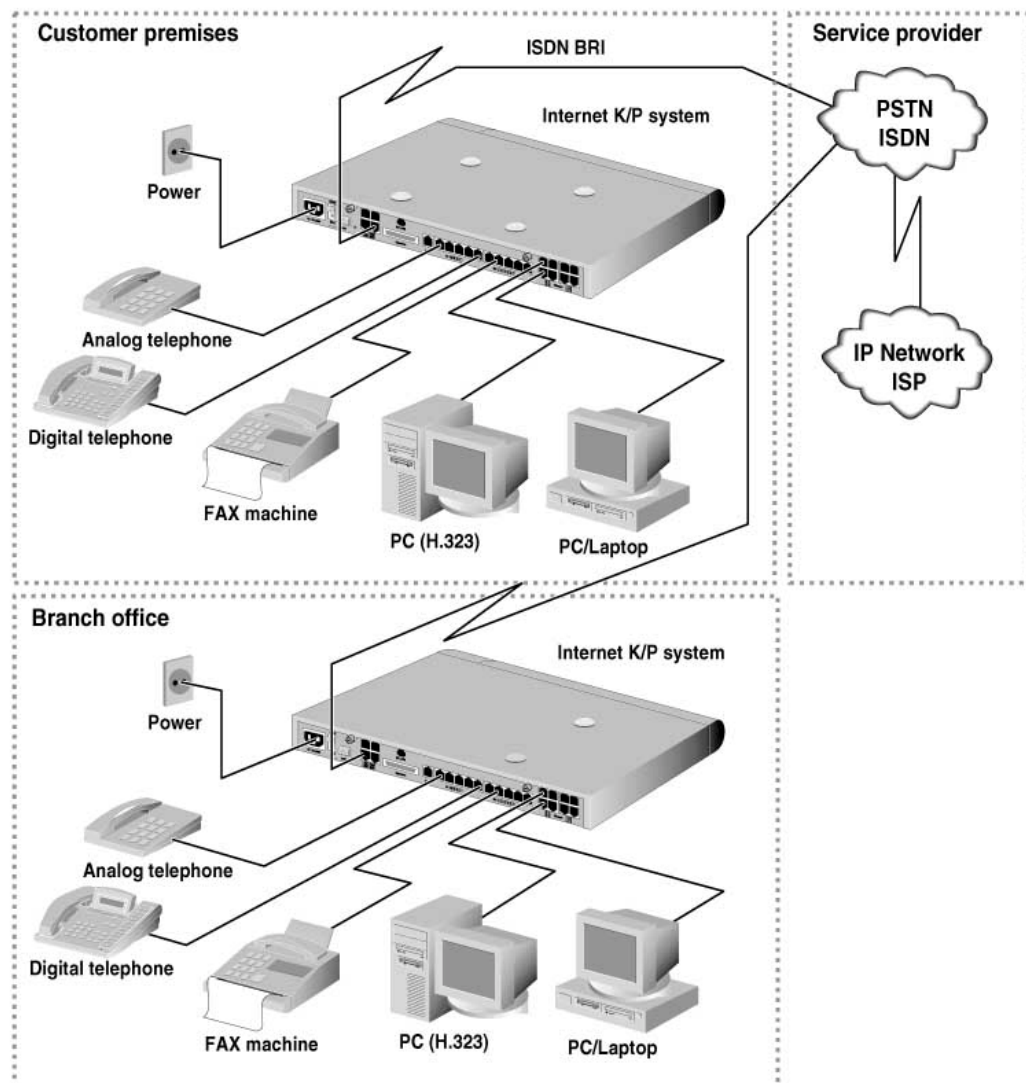 Customer premises
Service provider
ISDN BRI
PSTN
ISDN
Internet K/P system
Power
Analog telephone
IP Network
ISP
Digital telephone
FAX machine
PC (H.323)
PC/Laptop
Branch office
Internet K/P system
Power
Analog telephone
Digital telephone
FAX machine
PC (H.323)
PC/Laptop